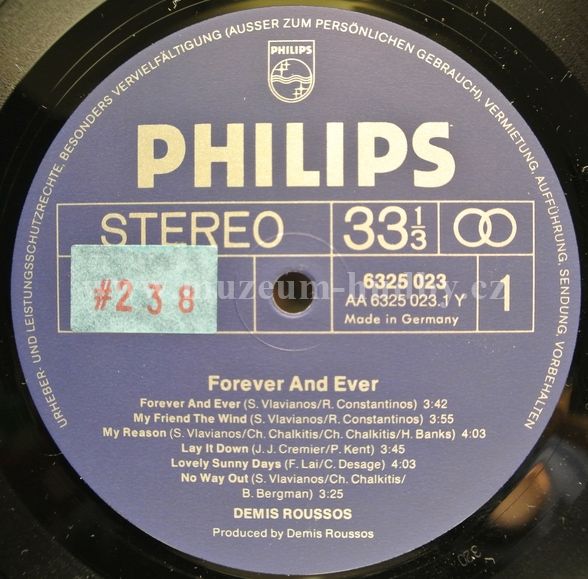 URHEBER- UND LEISTUNGSSCHUTZRECHTE, BESONDERS VERVIELFÄLTIGUNG (AUSSER ZUM PERSÖNLICHEN GEBRAUCH), VERMIETUNG, AUFFÜHRUNG, SENDUNG, VORBEHALTEN
PHILIPS
PHILIPS
STEREO 33 1/3
#238
6325 023
AA 6325 023.1 Y
Made in Germany
1
Forever And Ever
Forever And Ever (S. Vlavianos/R. Constantinos) 3:42
My Friend The Wind (S. Vlavianos/R. Constantinos) 3:55
My Reason (S. Vlavianos/Ch. Chalkitis/Ch. Chalkitis/H. Banks) 4:03
Lay It Down (J. J. Cremier/P. Kent) 3:45
Lovely Sunny Days (F. Lai/C. Desage) 4:03
No Way Out (S. Vlavianos/Ch. Chalkitis/
B. Bergman) 3:25
DEMIS ROUSSOS
Produced by Demis Roussos
320